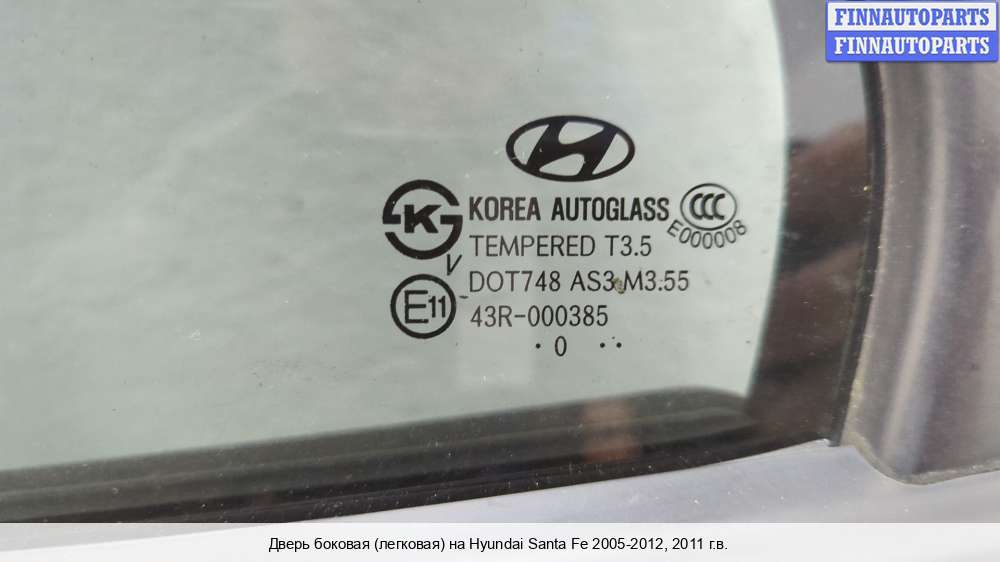 FINNAUTOPARTS
FINNAUTOPARTS
CCC
K KOREA AUTOGLASS E000008
TEMPERED T3.5
V
DOT748 AS3 M3.55
E11 43R-000385
· 0 ··
Дверь боковая (легковая) на Hyundai Santa Fe 2005-2012, 2011 г.в.